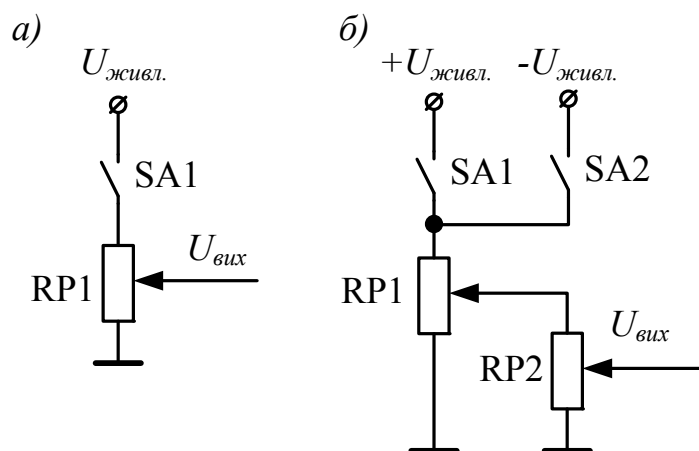 а)
U живл.
SA1
U вих
RP1
б)
+U живл. -U живл.
SA1 SA2
RP1
U вих
RP2